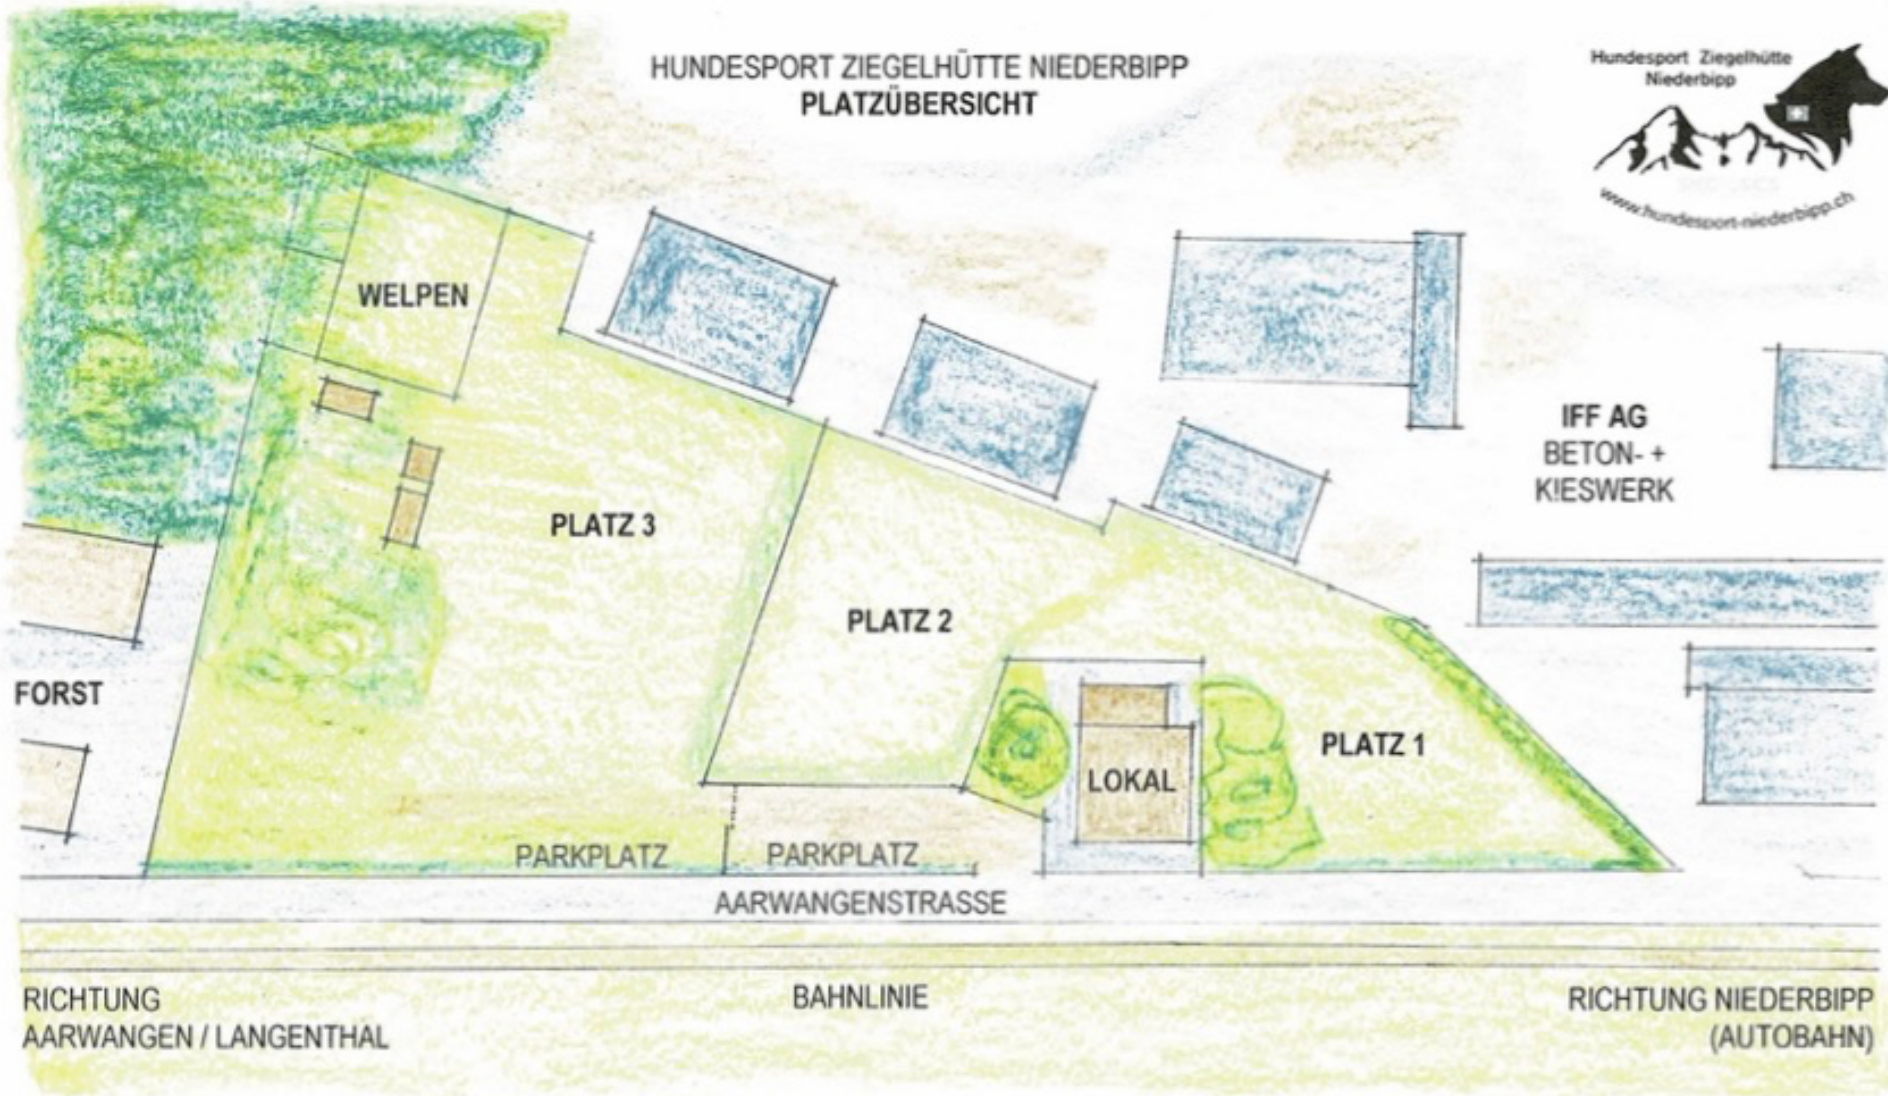 HUNDESPORT ZIEGELHÜTTE NIEDERBIPP
PLATZÜBERSICHT
Hundesport Ziegelhütte
Niederbipp
www.hundesport-niederbipp.ch
WELPEN
IFF AG
BETON- +
KIESWERK
PLATZ 3
PLATZ 2
FORST
PLATZ 1
LOKAL
PARKPLATZ
PARKPLATZ
AARWANGENSTRASSE
RICHTUNG
AARWANGEN / LANGENTHAL
BAHNLINIE
RICHTUNG NIEDERBIPP
(AUTOBAHN)